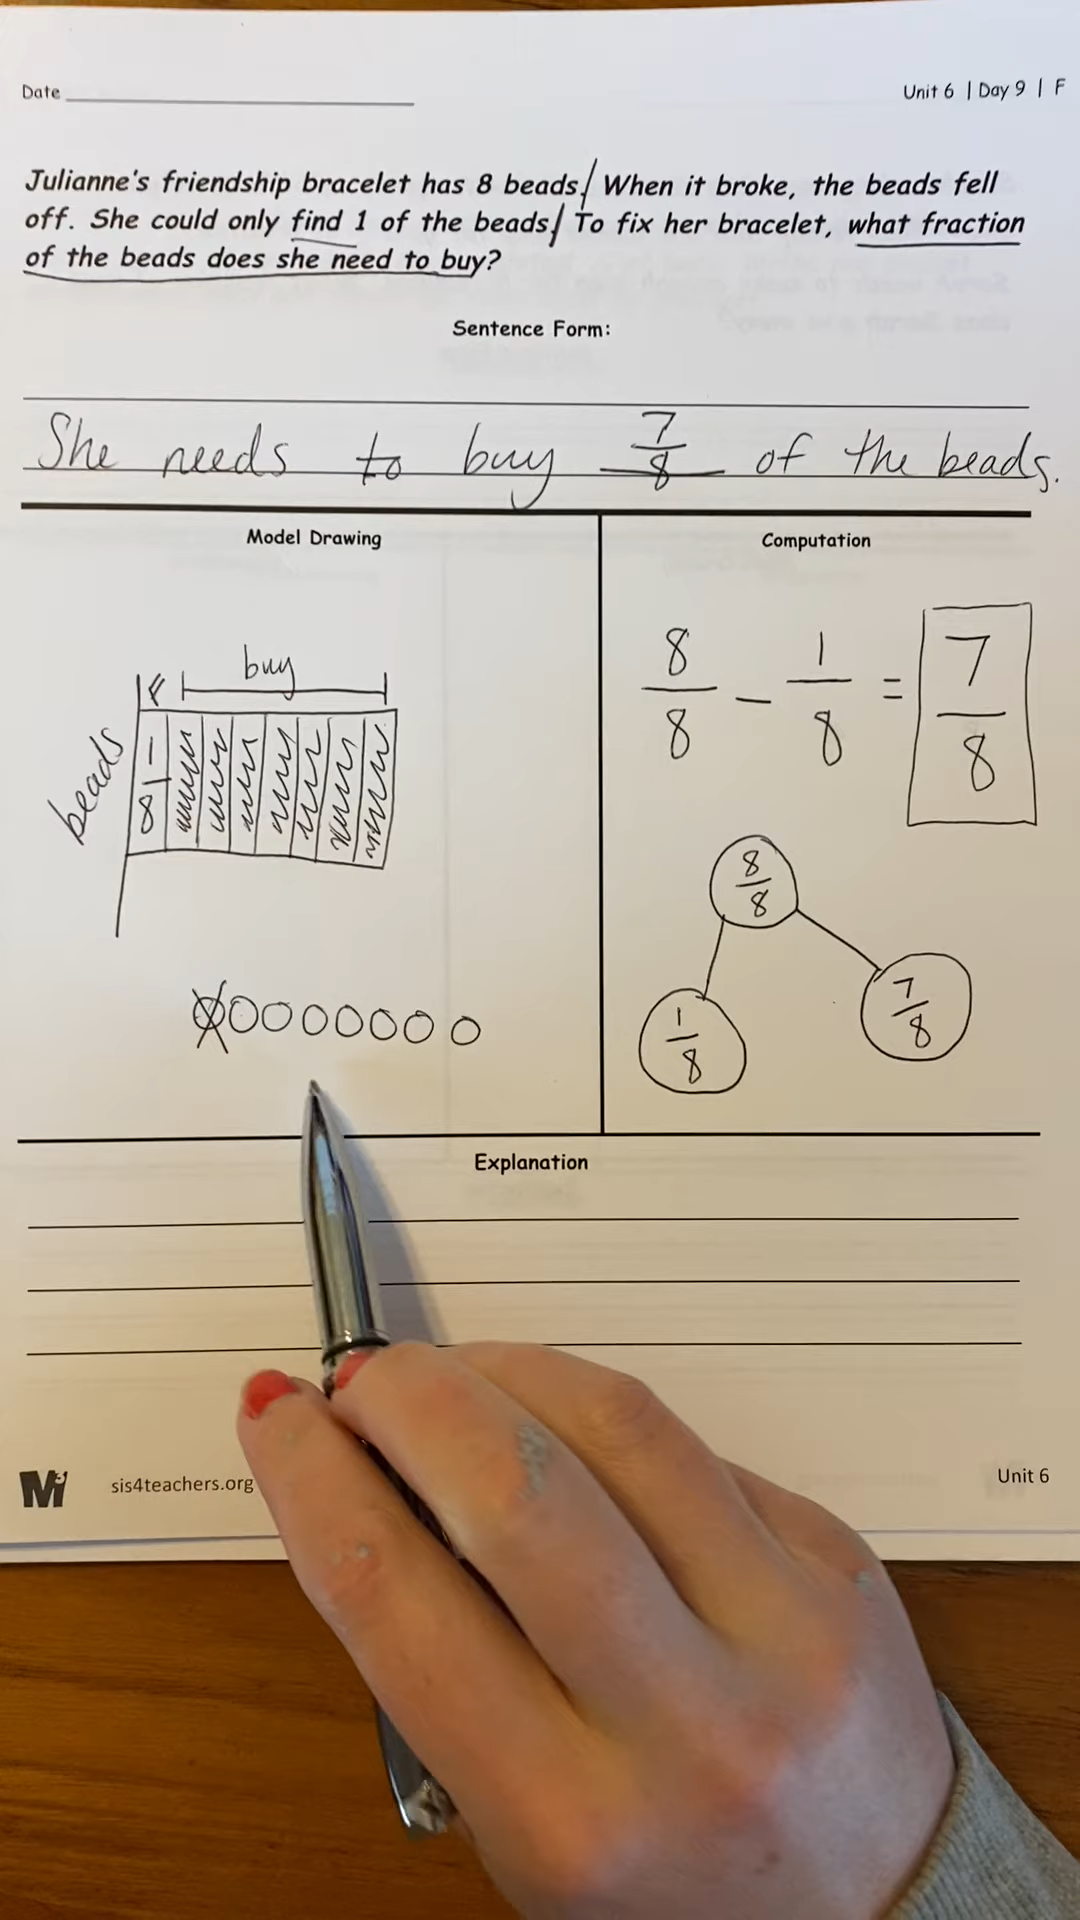 Date
Unit 6 | Day 9 | F
Julianne's friendship bracelet has 8 beads. When it broke, the beads fell
off. She could only find 1 of the beads. To fix her bracelet, what fraction
of the beads does she need to buy?
Sentence Form:
She needs to buy 7/8 of the beads.
Model Drawing
buy
beads
1/8
Computation
8/8 - 1/8 = 7/8
8/8
1/8
7/8
Explanation
M
sis4teachers.org
Unit 6